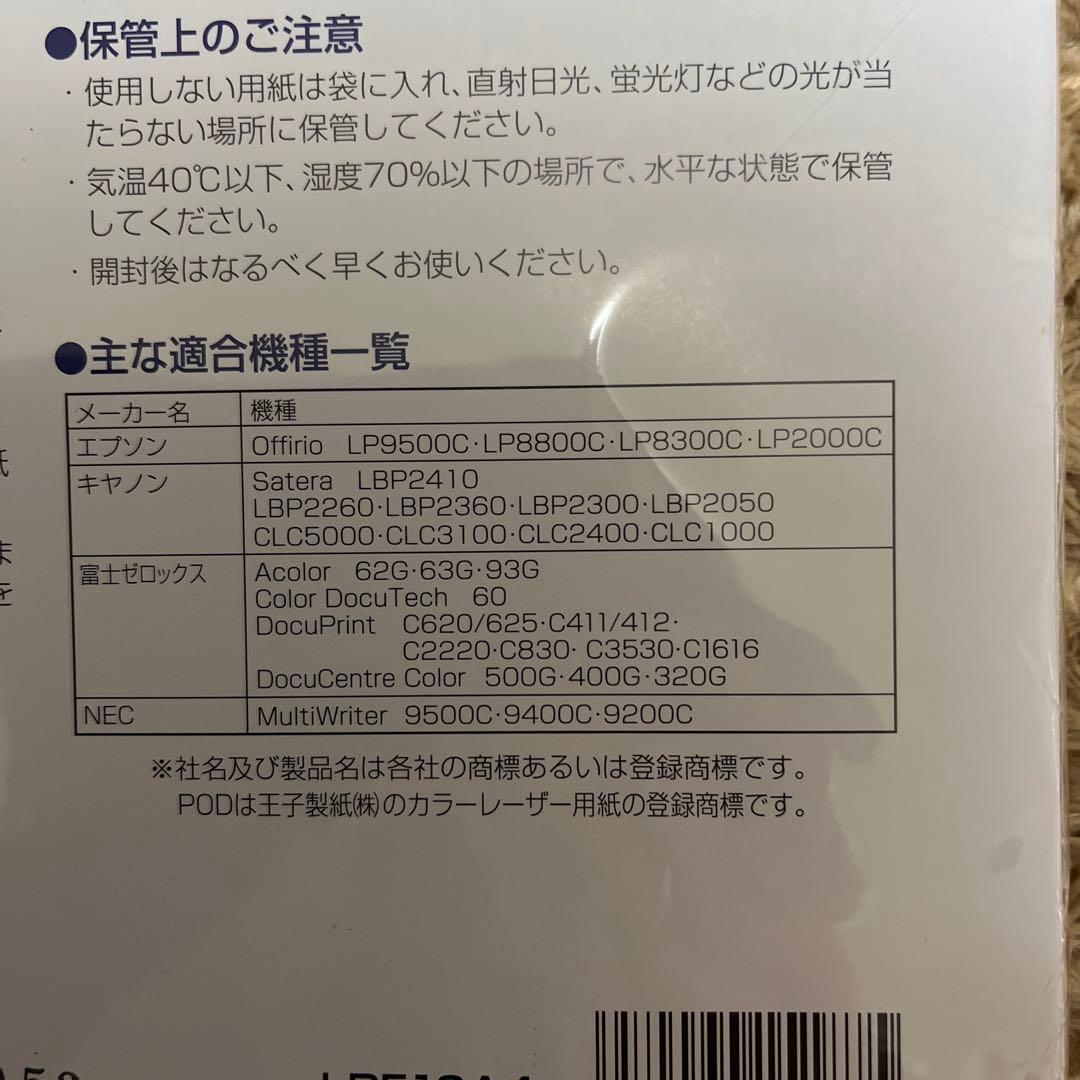 ●保管上のご注意
・使用しない用紙は袋に入れ、直射日光、蛍光灯などの光が当
たらない場所に保管してください。
・気温40℃以下、湿度70%以下の場所で、水平な状態で保管
してください。
・開封後はなるべく早くお使いください。
●主な適合機種一覧
メーカー名 機種
エプソン Offirio LP9500C・LP8800C・LP8300C・LP2000C
キヤノン Satera LBP2410
LBP2260・LBP2360・LBP2300・LBP2050
CLC5000・CLC3100・CLC2400・CLC1000
富士ゼロックス Acolor 62G・63G・93G
Color DocuTech 60
DocuPrint C620/625・C411/412・
C2220・C830・ C3530・C1616
DocuCentre Color 500G・400G・320G
NEC MultiWriter 9500C・9400C・9200C
※社名及び製品名は各社の商標あるいは登録商標です。
PODは王子製紙㈱のカラーレーザー用紙の登録商標です。